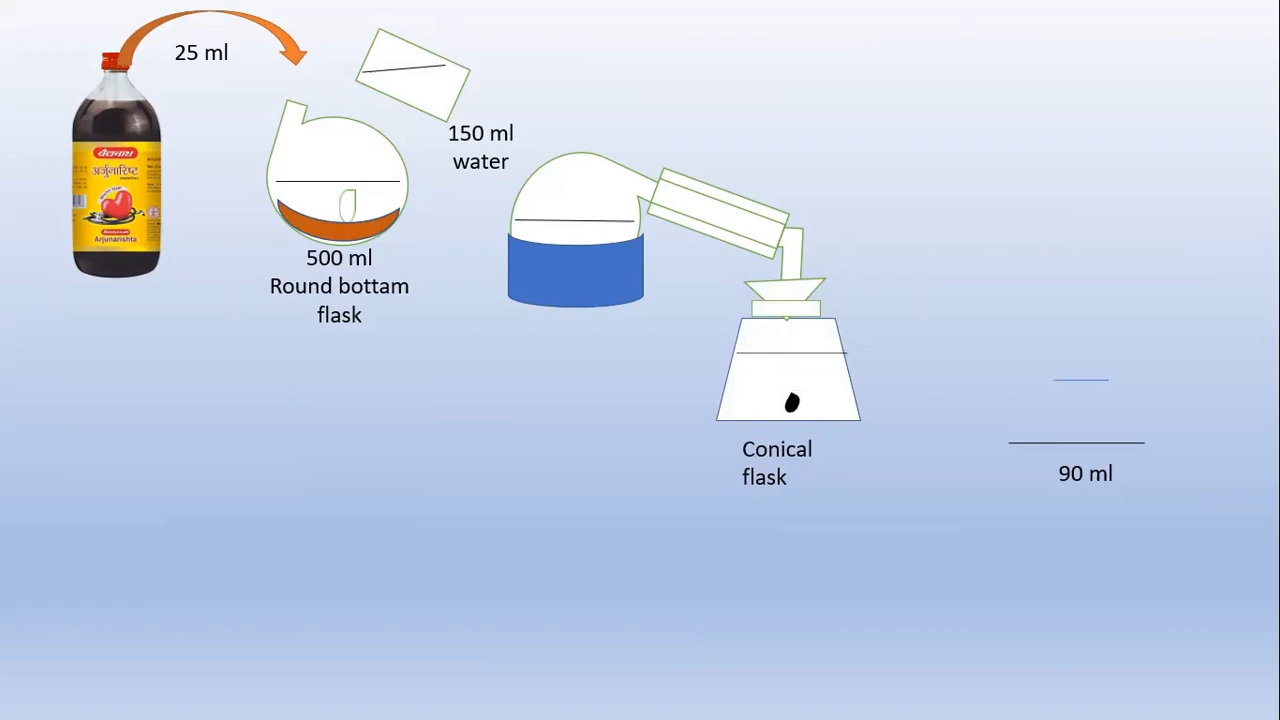 25 ml
वैद्यनाथ
अर्जुनारिष्ट
Arjunarishta
150 ml
water
500 ml
Round bottam
flask
Conical
flask
90 ml